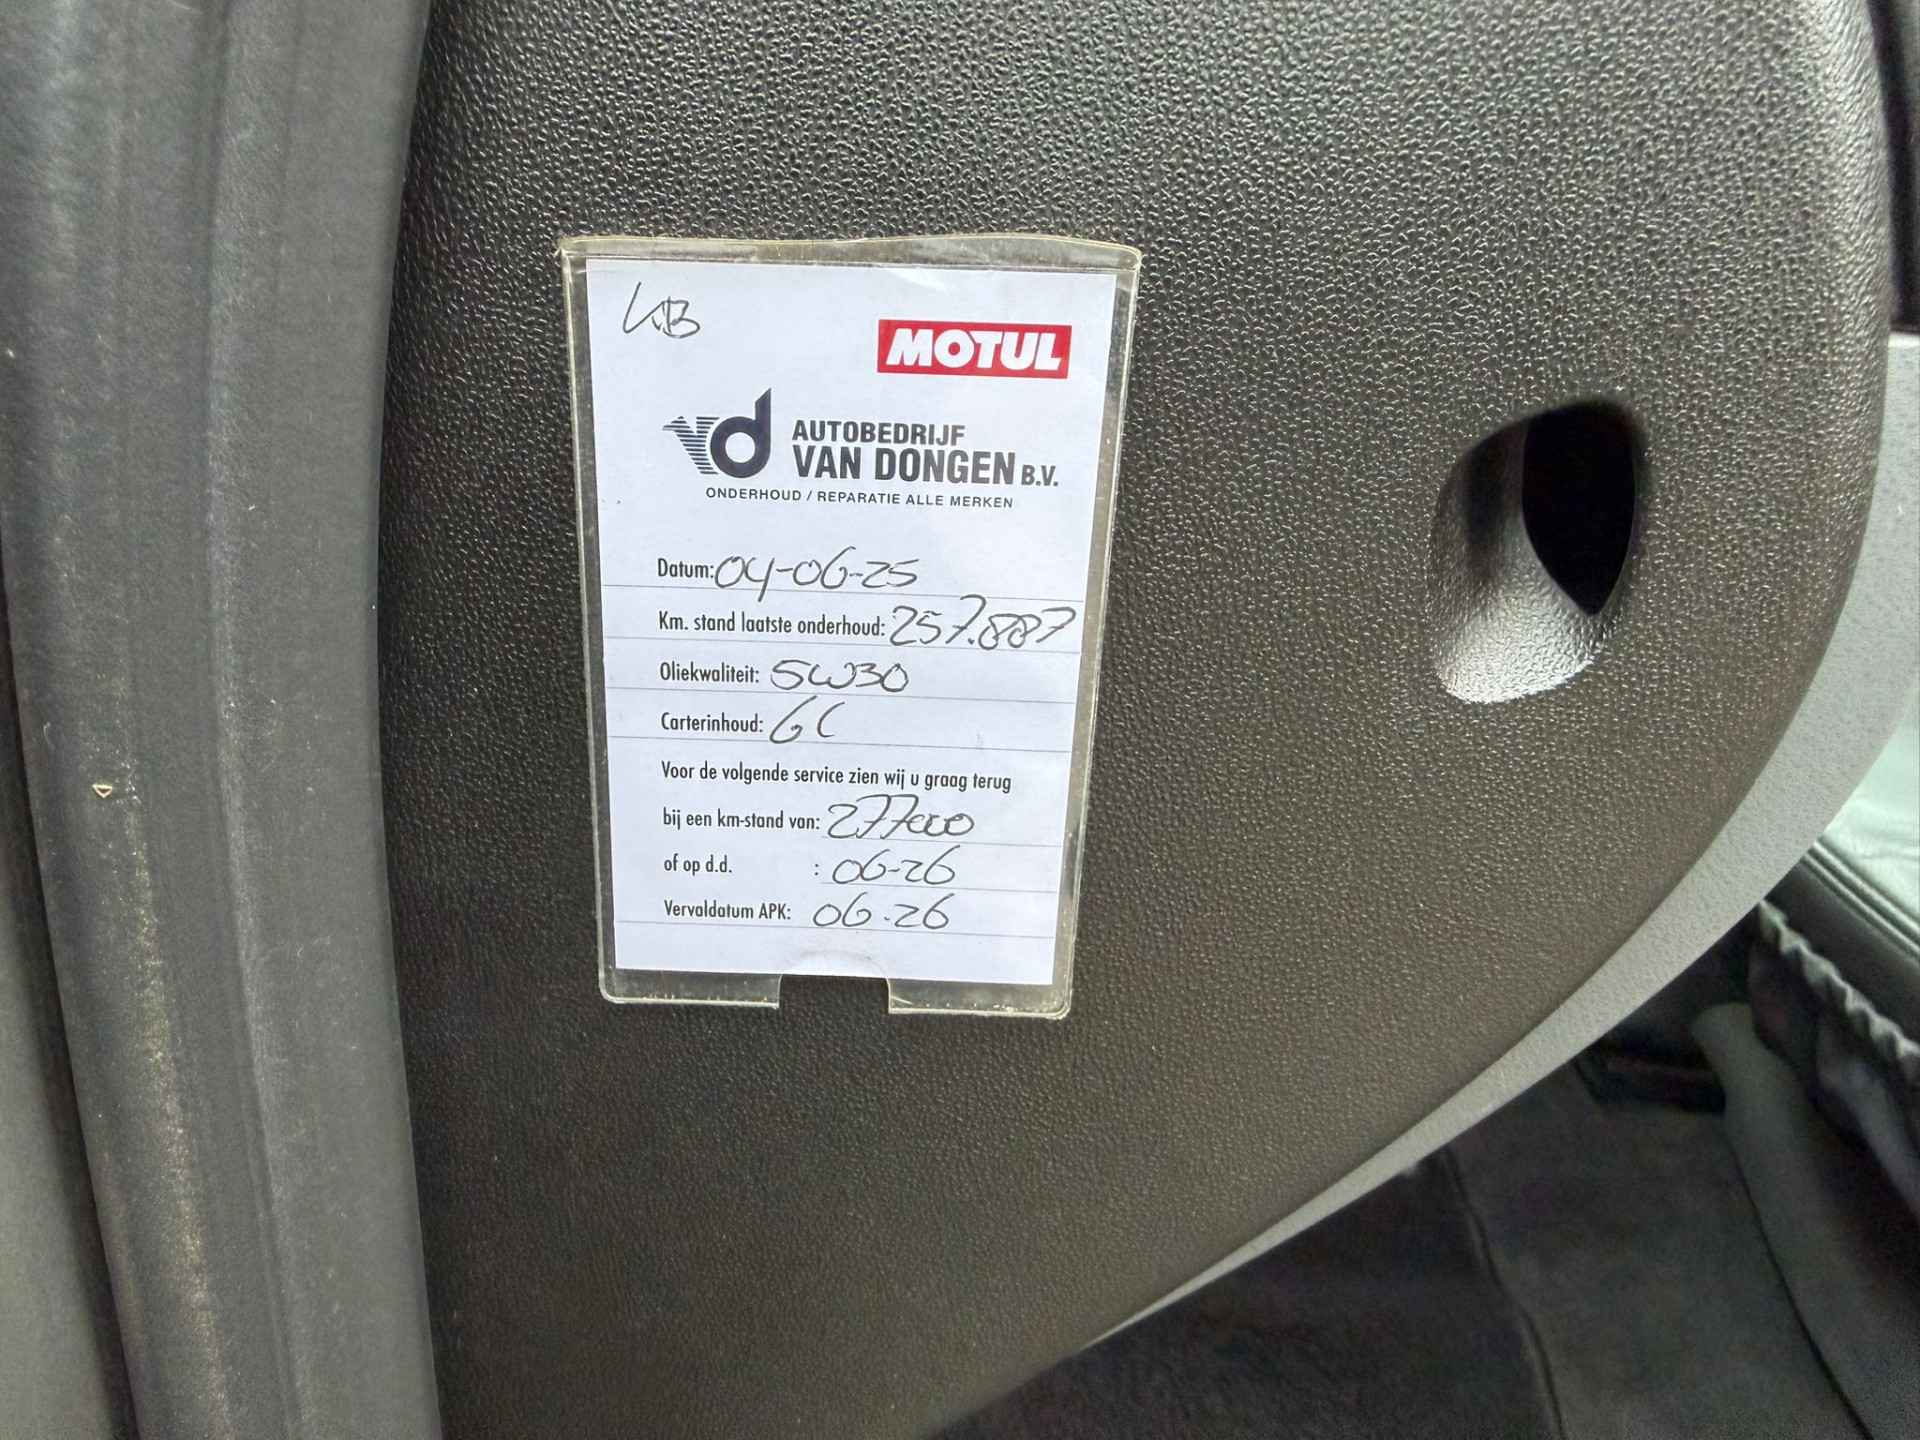 KB
MOTUL
vd AUTOBEDRIJF
VAN DONGEN B.V.
ONDERHOUD / REPARATIE ALLE MERKEN
Datum: 04-06-25
Km. stand laatste onderhoud: 257.887
Oliekwaliteit: 5W30
Carterinhoud: 6L
Voor de volgende service zien wij u graag terug
bij een km-stand van: 277000
of op d.d. : 06-26
Vervaldatum APK: 06-26